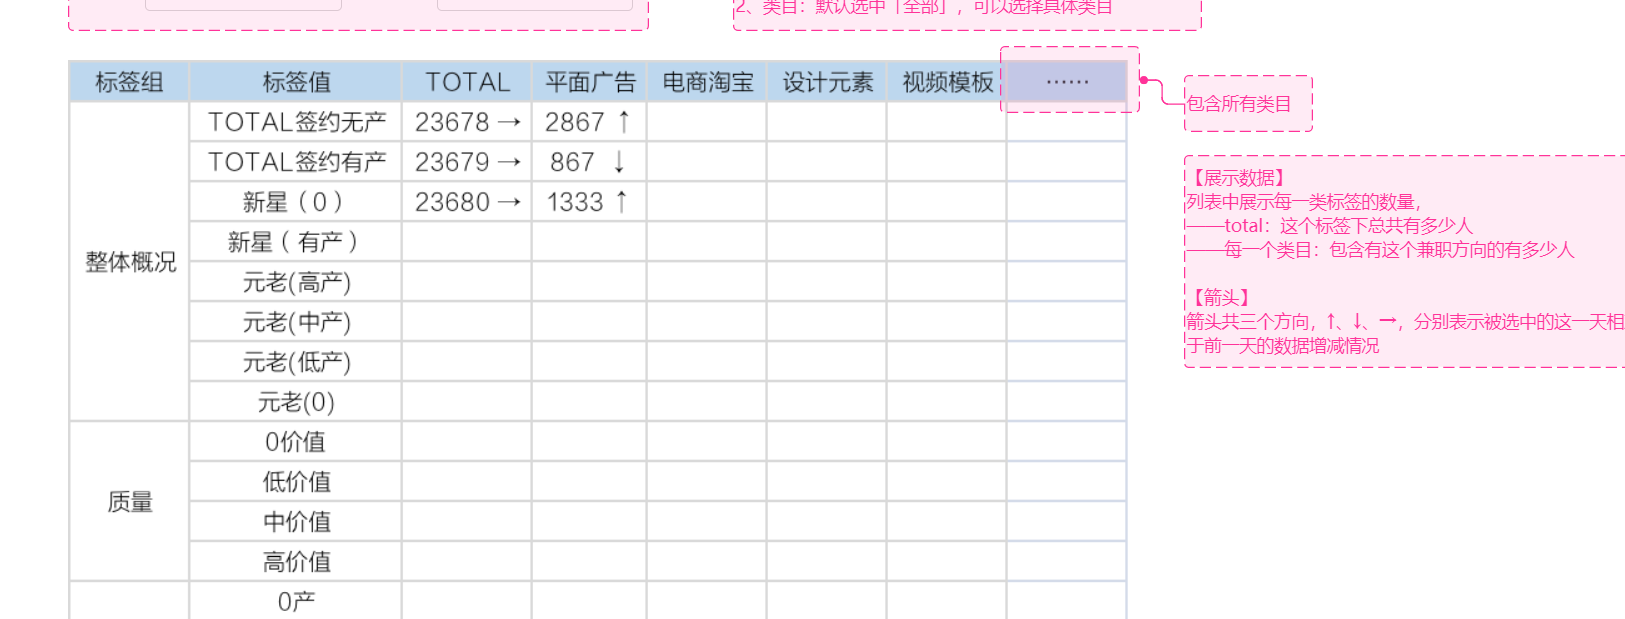 2、类目：默认选中「全部」，可以选择具体类目
标签组 标签值 TOTAL 平面广告 电商淘宝 设计元素 视频模板 ……
包含所有类目
TOTAL签约无产 23678 → 2867 ↑
TOTAL签约有产 23679 → 867 ↓
新星（0） 23680 → 1333 ↑
新星（有产）
整体概况
元老(高产)
元老(中产)
元老(低产)
元老(0)
0价值
低价值
质量
中价值
高价值
0产
【展示数据】
列表中展示每一类标签的数量，
——total：这个标签下总共有多少人
——每一个类目：包含有这个兼职方向的有多少人
【箭头】
箭头共三个方向，↑、↓、→，分别表示被选中的这一天相
于前一天的数据增减情况